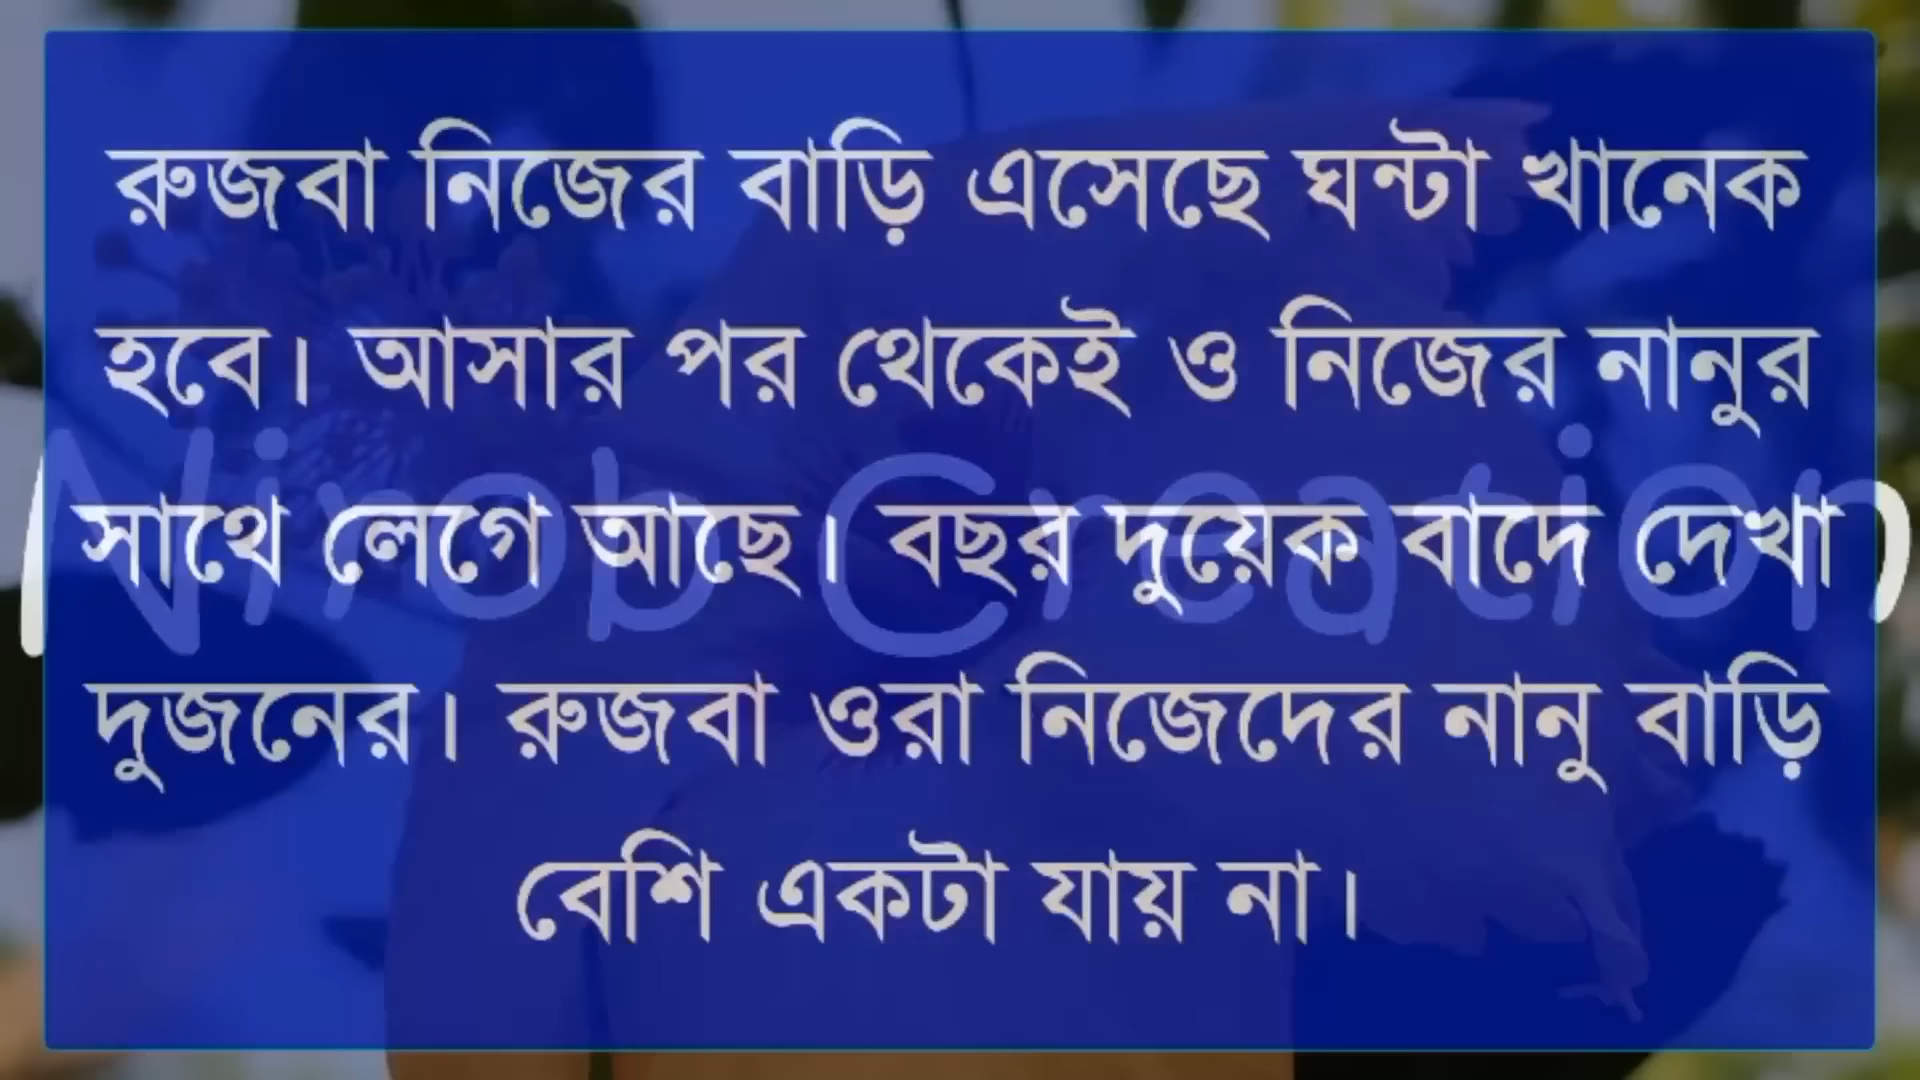 রুজবা নিজের বাড়ি এসেছে ঘন্টা খানেক
হবে। আসার পর থেকেই ও নিজের নানুর
Nirob Creation
সাথে লেগে আছে। বছর দুয়েক বাদে দেখা
দুজনের। রুজবা ওরা নিজেদের নানু বাড়ি
বেশি একটা যায় না।